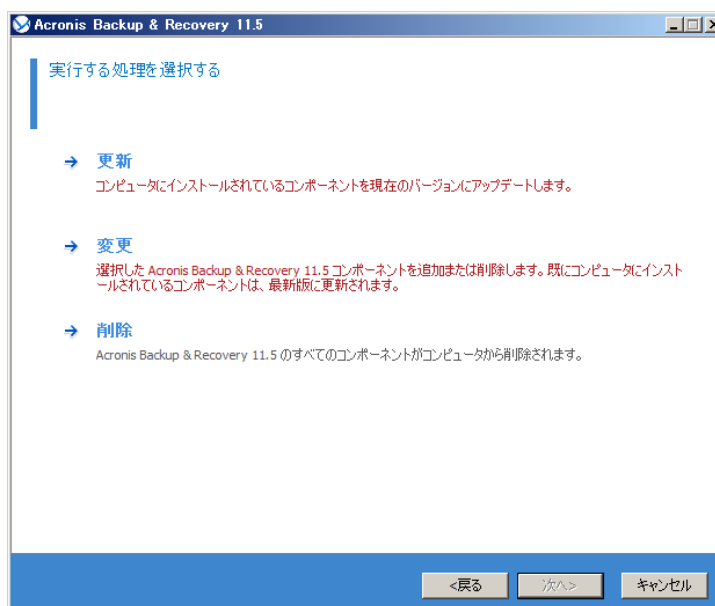 Acronis Backup & Recovery 11.5
実行する処理を選択する
更新
コンピュータにインストールされているコンポーネントを現在のバージョンにアップデートします。
変更
選択した Acronis Backup & Recovery 11.5 コンポーネントを追加または削除します。既にコンピュータにインスト
ールされているコンポーネントは、最新版に更新されます。
削除
Acronis Backup & Recovery 11.5 のすべてのコンポーネントがコンピュータから削除されます。
<戻る 次へ> キャンセル